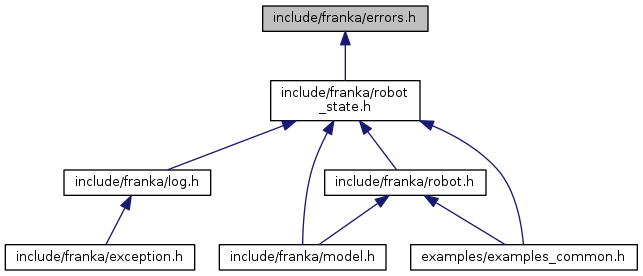 include/franka/errors.h
include/franka/robot
_state.h
include/franka/log.h
include/franka/robot.h
include/franka/exception.h
include/franka/model.h
examples/examples_common.h